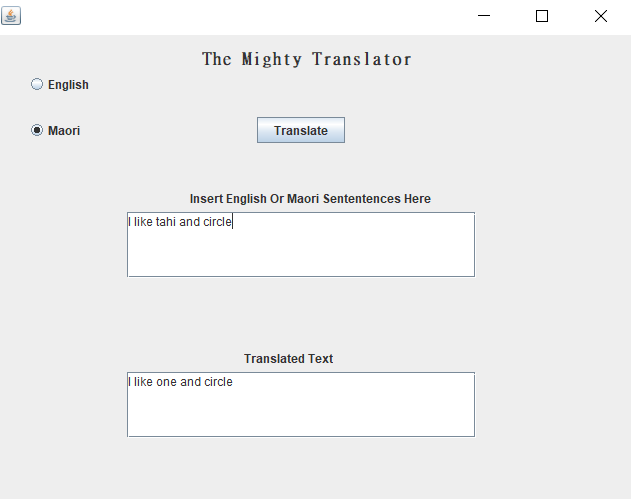 The Mighty Translator
English
Maori
Translate
Insert English Or Maori Sententences Here
I like tahi and circle
Translated Text
I like one and circle